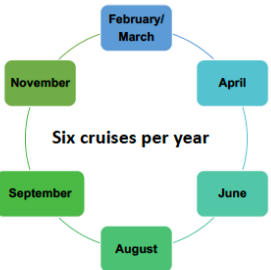 February/
March
April
June
August
September
November
Six cruises per year